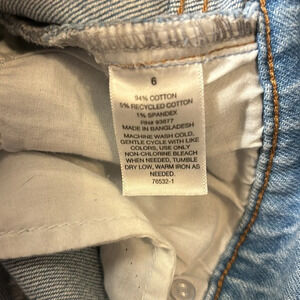 6
94% COTTON
5% RECYCLED COTTON
1% SPANDEX
RN# 93677
MADE IN BANGLADESH
MACHINE WASH COLD,
GENTLE CYCLE WITH LIKE
COLORS, USE ONLY
NON-CHLORINE BLEACH
WHEN NEEDED, TUMBLE
DRY LOW, WARM IRON AS
NEEDED.
76532-1